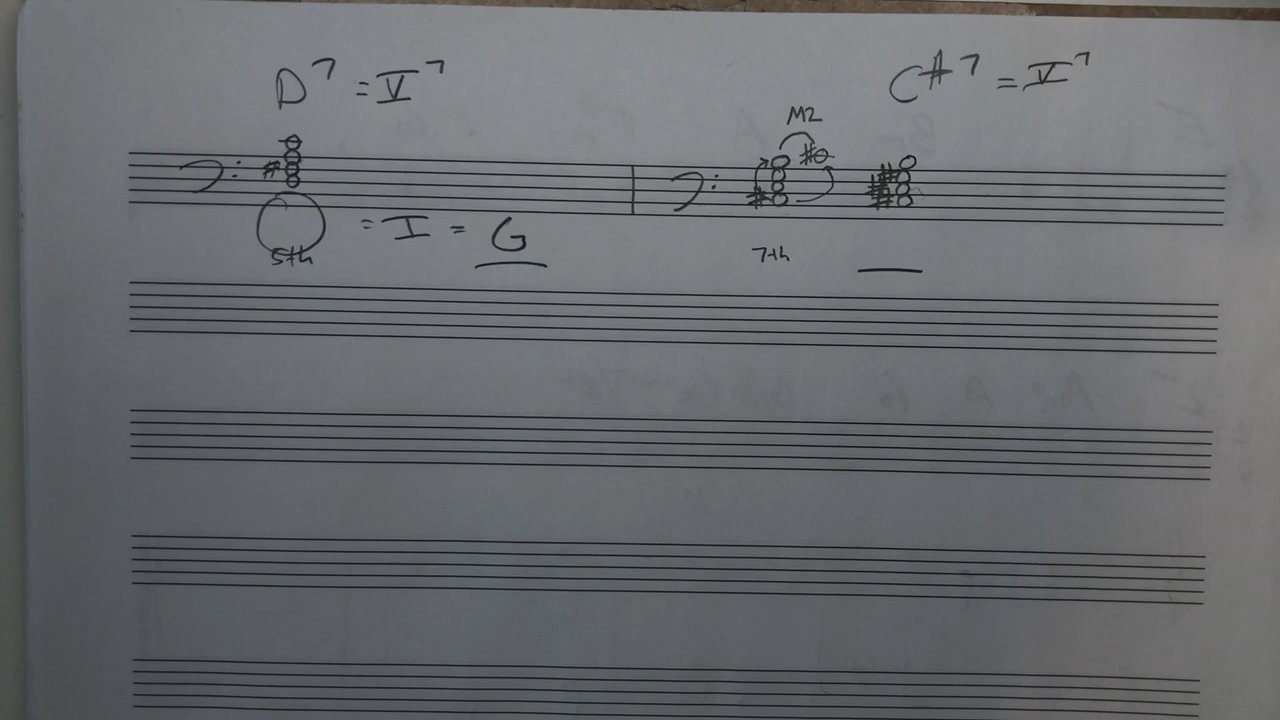 D7 = V7
C#7 = V7
M2
#
#
#
= I = G
5th
7th